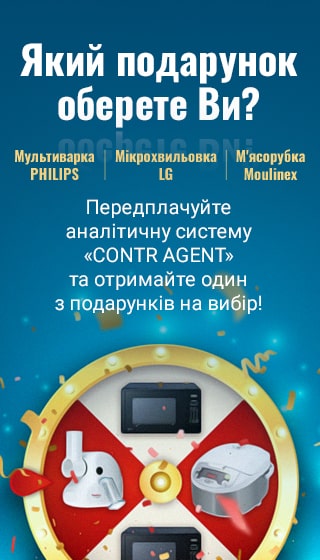 Який подарунок
оберете Ви?
Мультиварка
PHILIPS
Мікрохвильовка
LG
М'ясорубка
Moulinex
Передплачуйте
аналітичну систему
«CONTR AGENT»
та отримайте один
з подарунків на вибір!